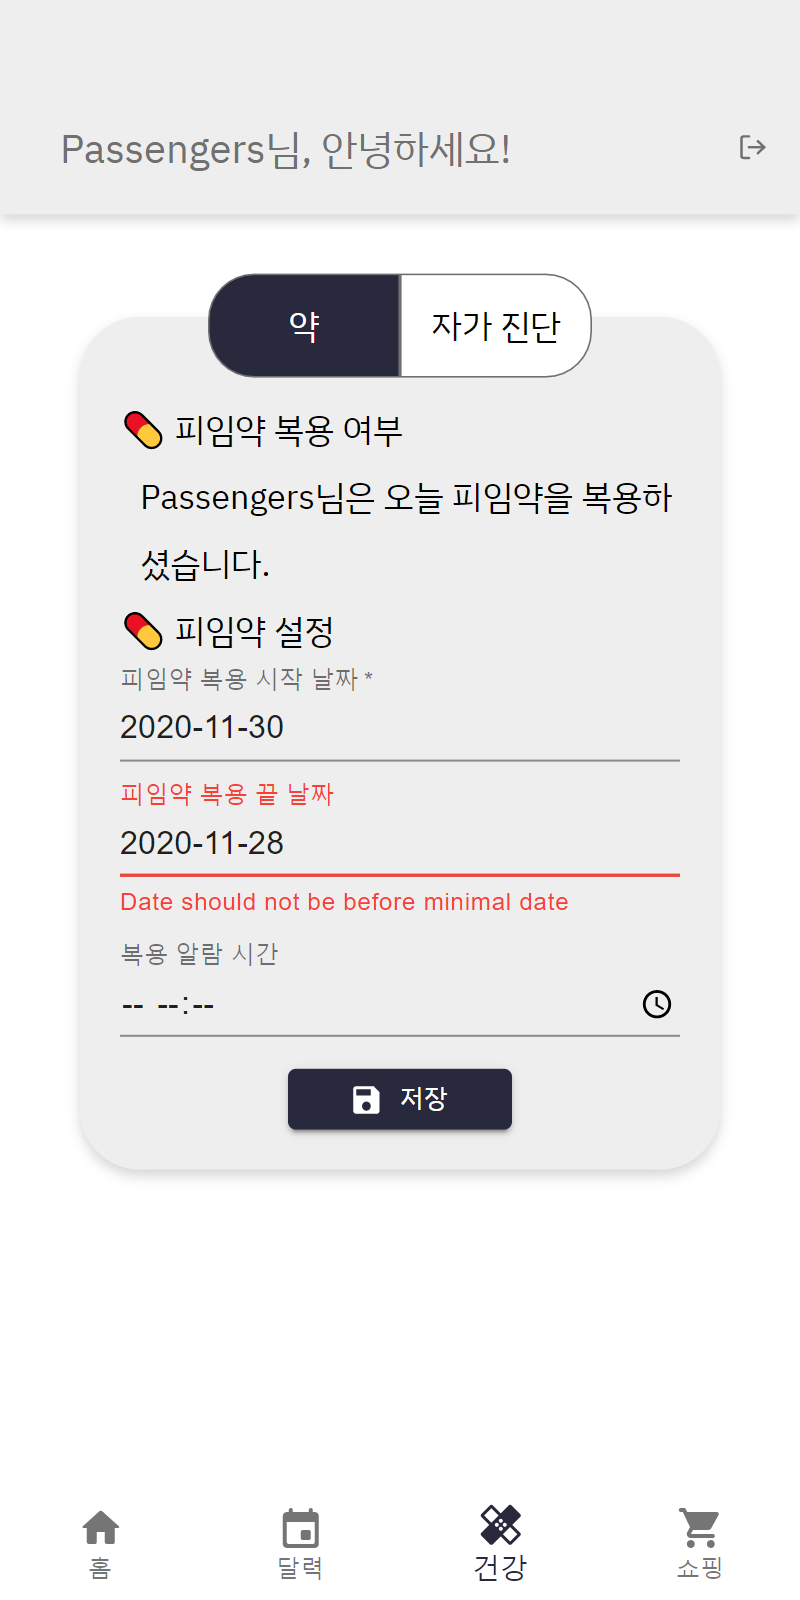 Passengers님, 안녕하세요!
약 자가 진단
피임약 복용 여부
Passengers님은 오늘 피임약을 복용하
셨습니다.
피임약 설정
피임약 복용 시작 날짜 *
2020-11-30
피임약 복용 끝 날짜
2020-11-28
Date should not be before minimal date
복용 알람 시간
-- --:--
저장
홈 달력 건강 쇼핑